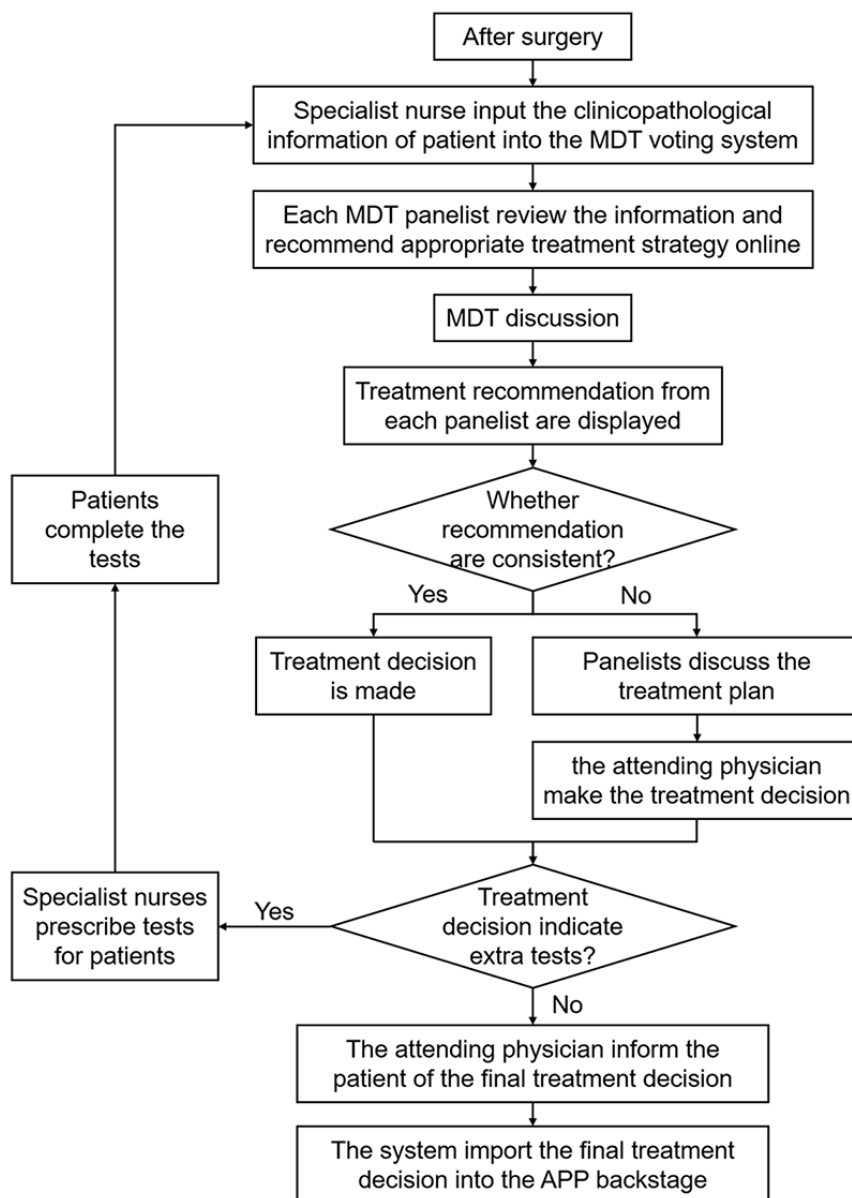 After surgery
Specialist nurse input the clinicopathological
information of patient into the MDT voting system
Each MDT panelist review the information and
recommend appropriate treatment strategy online
MDT discussion
Treatment recommendation from
each panelist are displayed
Whether
recommendation
are consistent?
Yes
No
Treatment decision
is made
Panelists discuss the
treatment plan
the attending physician
make the treatment decision
Treatment
decision indicate
extra tests?
Yes
Specialist nurses
prescribe tests
for patients
Patients
complete the
tests
No
The attending physician inform the
patient of the final treatment decision
The system import the final treatment
decision into the APP backstage